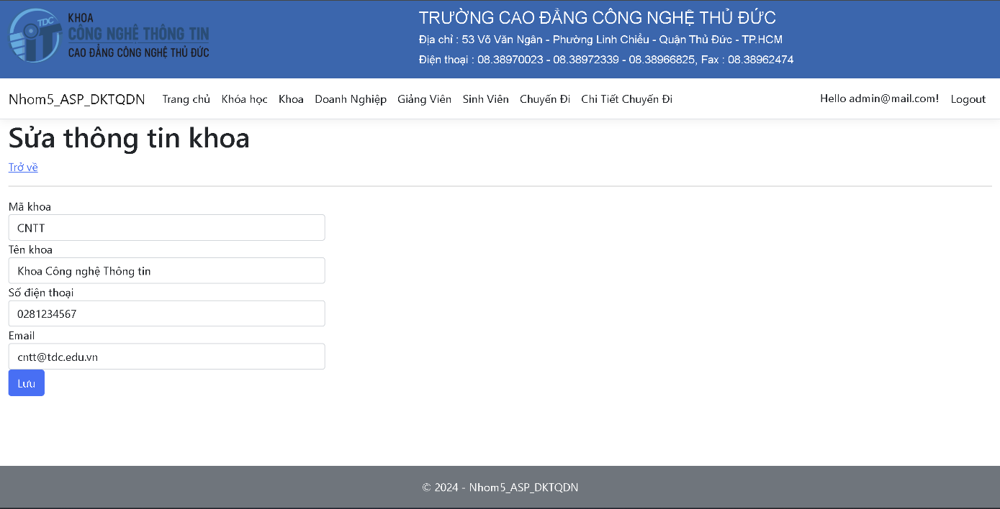 TDC
KHOA
CÔNG NGHỆ THÔNG TIN
CAO ĐẲNG CÔNG NGHỆ THỦ ĐỨC
TRƯỜNG CAO ĐẲNG CÔNG NGHỆ THỦ ĐỨC
Địa chỉ : 53 Võ Văn Ngân - Phường Linh Chiểu - Quận Thủ Đức - TP.HCM
Điện thoại : 08.38970023 - 08.38972339 - 08.38966825, Fax : 08.38962474
Nhom5_ASP_DKTQDN Trang chủ Khóa học Khoa Doanh Nghiệp Giảng Viên Sinh Viên Chuyến Đi Chi Tiết Chuyến Đi Hello admin@mail.com! Logout
Sửa thông tin khoa
Trở về
Mã khoa
CNTT
Tên khoa
Khoa Công nghệ Thông tin
Số điện thoại
0281234567
Email
cntt@tdc.edu.vn
Lưu
© 2024 - Nhom5_ASP_DKTQDN